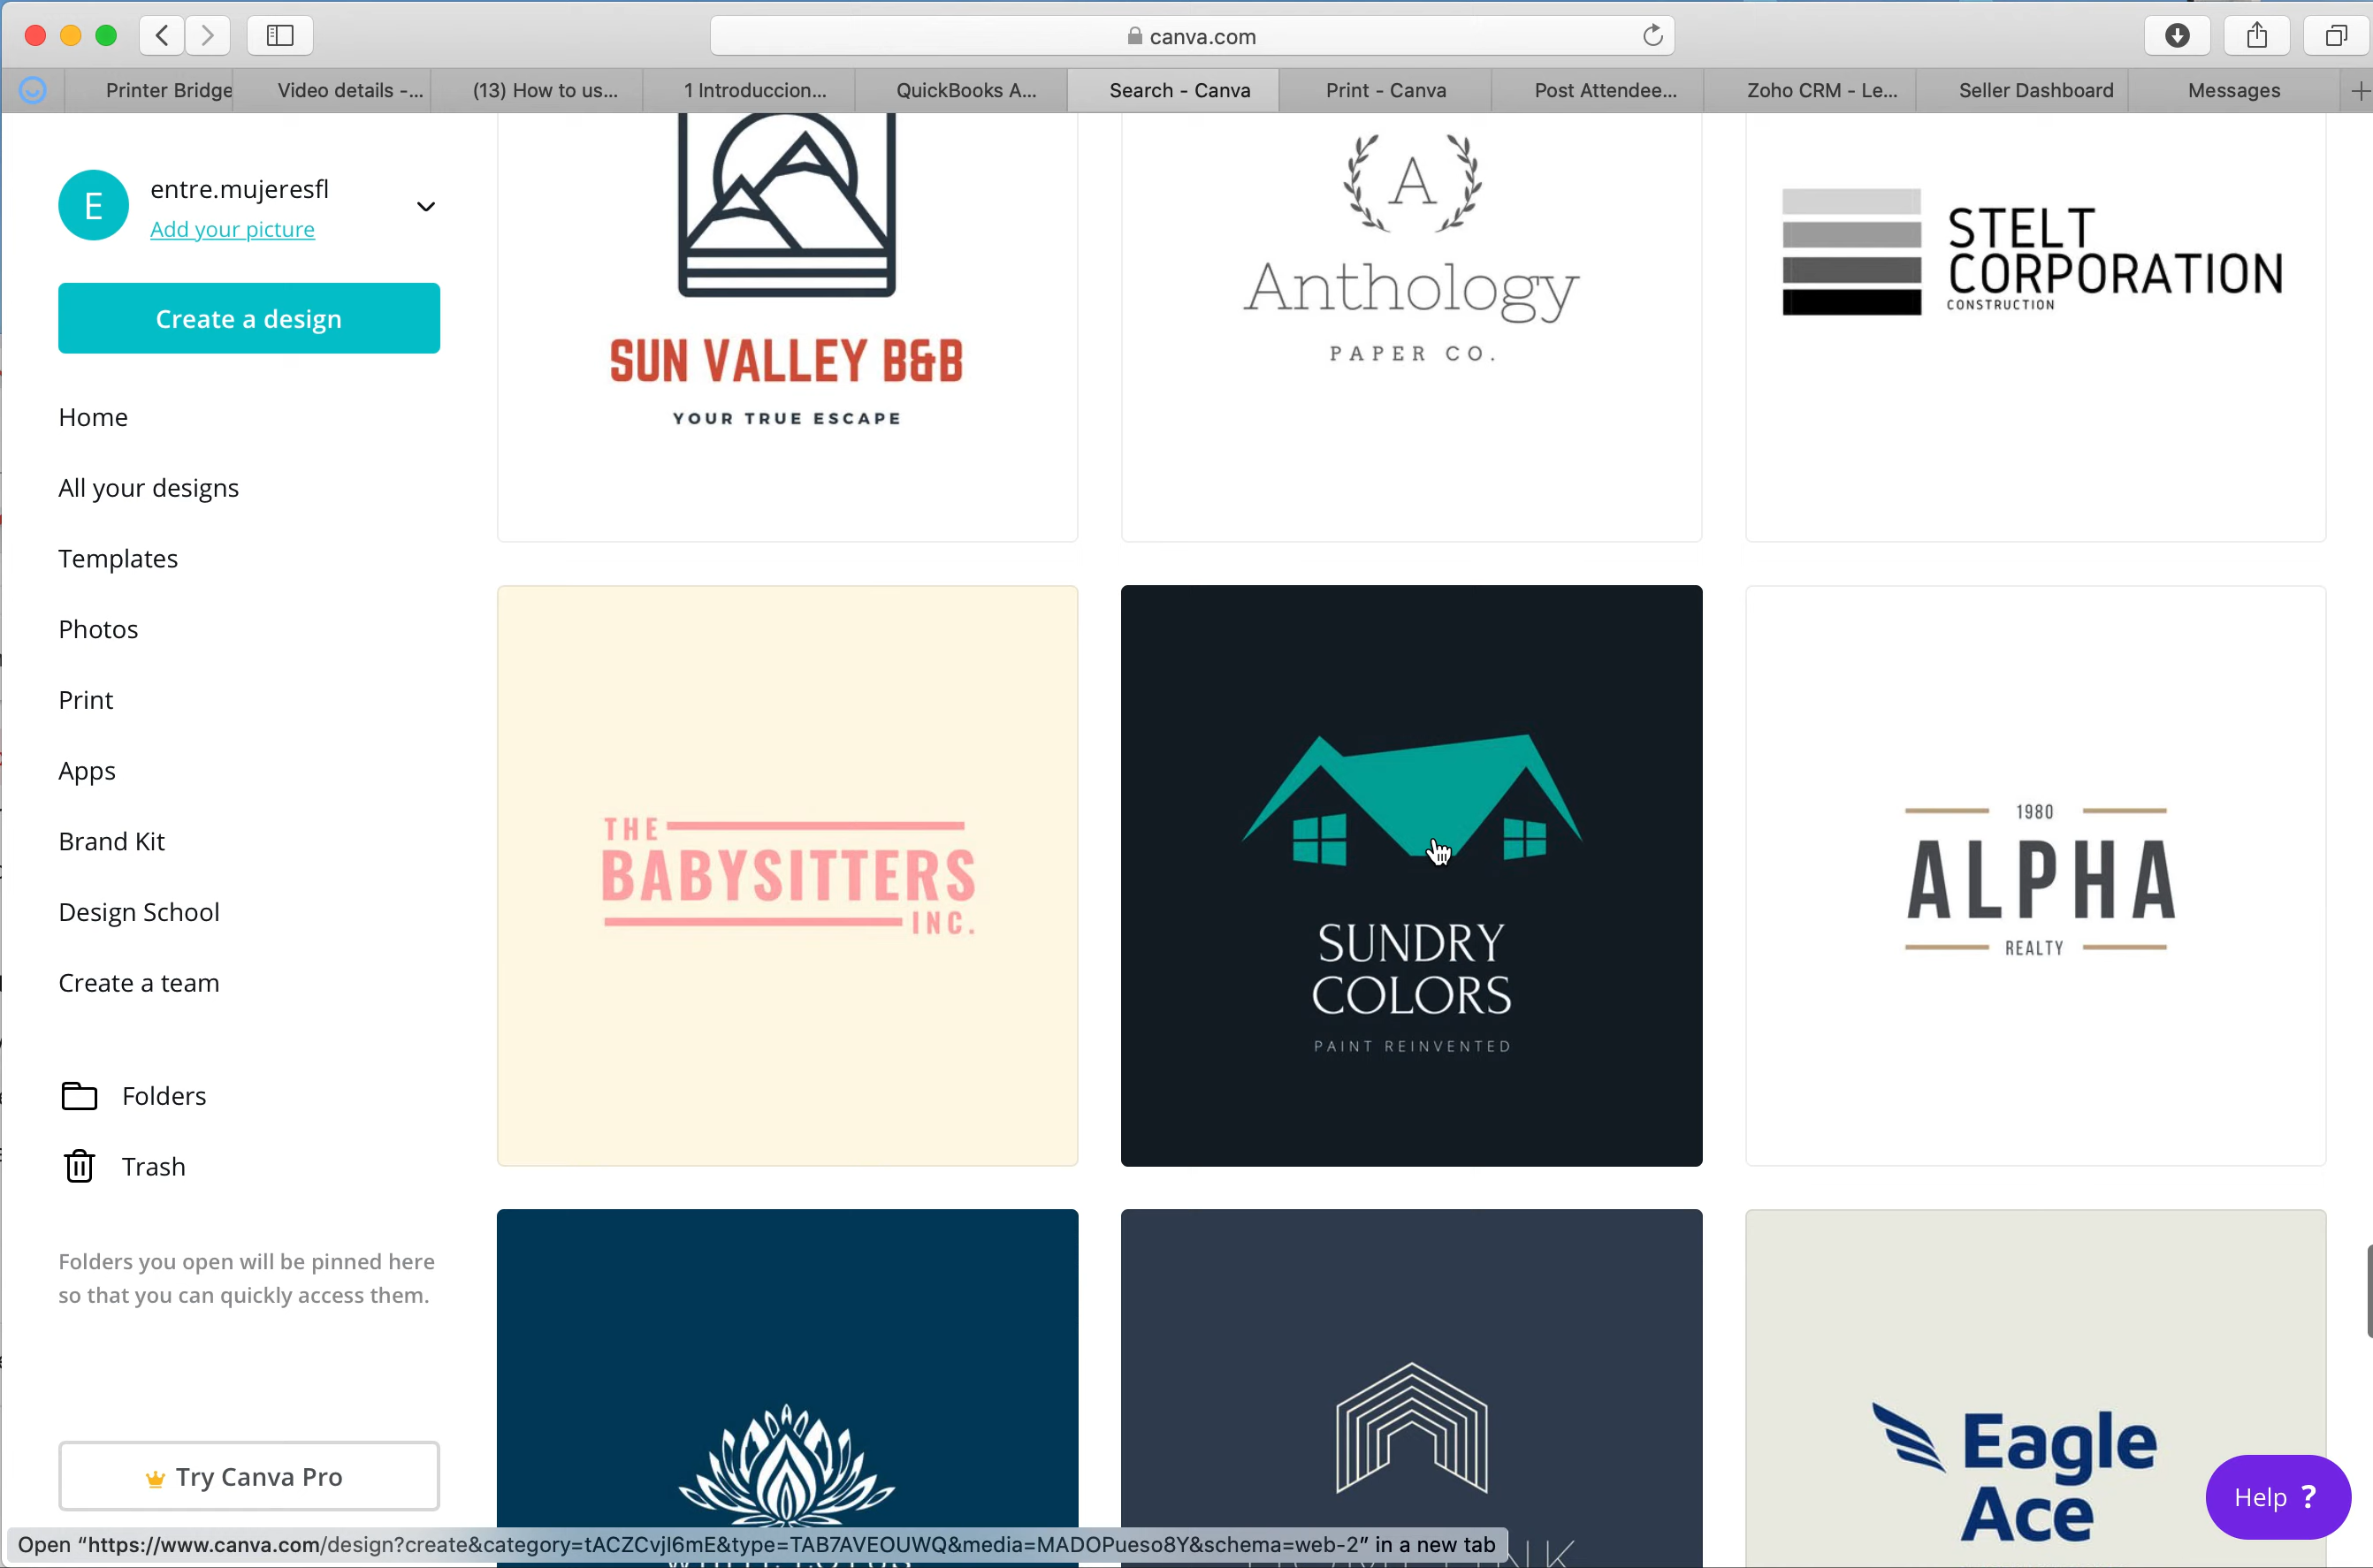 canva.com
Printer Bridge
Video details -...
(13) How to us...
1 Introduccion...
QuickBooks A...
Search - Canva
Print - Canva
Post Attendee...
Zoho CRM - Le...
Seller Dashboard
Messages
E
entre.mujeresfl
Add your picture
Create a design
Home
All your designs
Templates
Photos
Print
Apps
Brand Kit
Design School
Create a team
Folders
Trash
Folders you open will be pinned here
so that you can quickly access them.
Try Canva Pro
SUN VALLEY B&B
YOUR TRUE ESCAPE
A
Anthology
PAPER CO.
STELT
CORPORATION
CONSTRUCTION
THE
BABYSITTERS
INC.
SUNDRY
COLORS
PAINT REINVENTED
1980
ALPHA
REALTY
Eagle
Ace
Help ?
Open “https://www.canva.com/design?create&category=tACZCvjI6mE&type=TAB7AVEOUWQ&media=MADOPueso8Y&schema=web-2” in a new tab